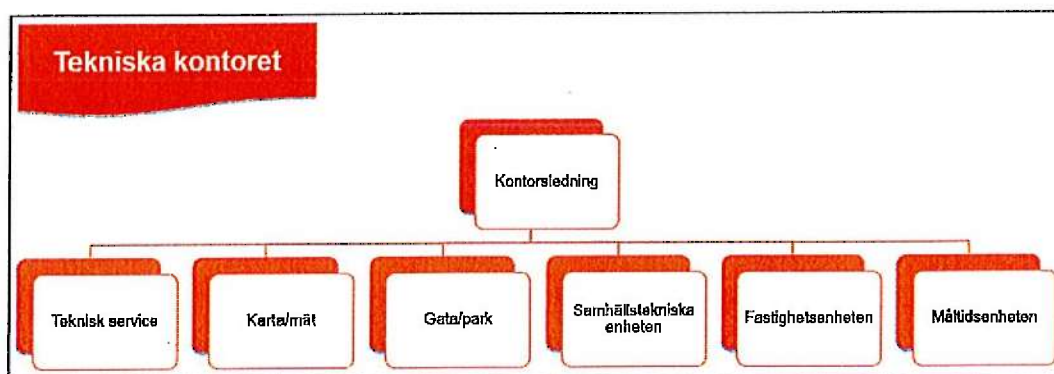 Tekniska kontoret
Kontorsledning
Teknisk service
Karta/mät
Gata/park
Samhällstekniska
enheten
Fastighetsenheten
Måltidsenheten